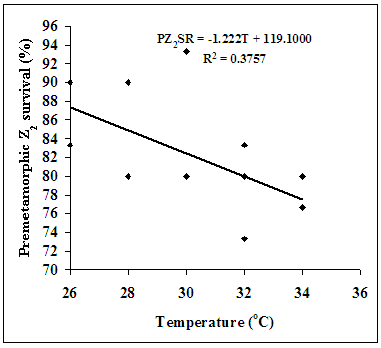 96
94
92
90
88
86
84
82
80
78
76
74
72
70
Premetamorphic Z₂ survival (%)
PZ₂SR = -1.222T + 119.1000
R² = 0.3757
26 28 30 32 34 36
Temperature (°C)